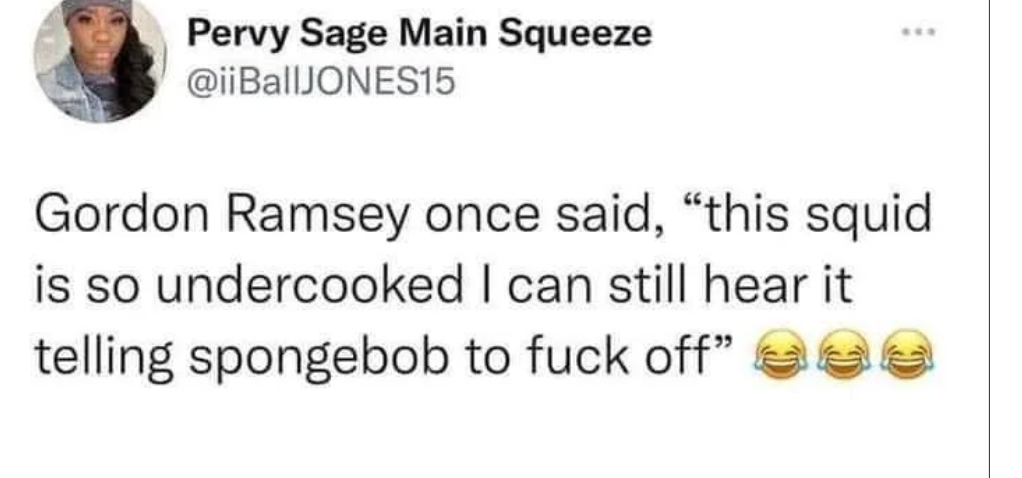 Pervy Sage Main Squeeze
@iiBallJONES15
Gordon Ramsey once said, “this squid
is so undercooked I can still hear it
telling spongebob to fuck off” 😂😂😂